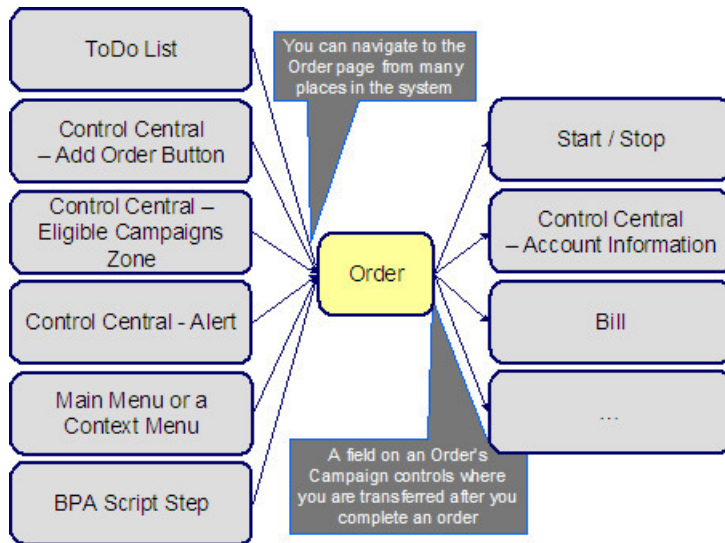 ToDo List
You can navigate to the
Order page from many
places in the system
Control Central
– Add Order Button
Start / Stop
Control Central –
Eligible Campaigns
Zone
Control Central
– Account Information
Order
Control Central - Alert
Bill
Main Menu or a
Context Menu
...
A field on an Order's
Campaign controls where
you are transferred after you
complete an order
BPA Script Step